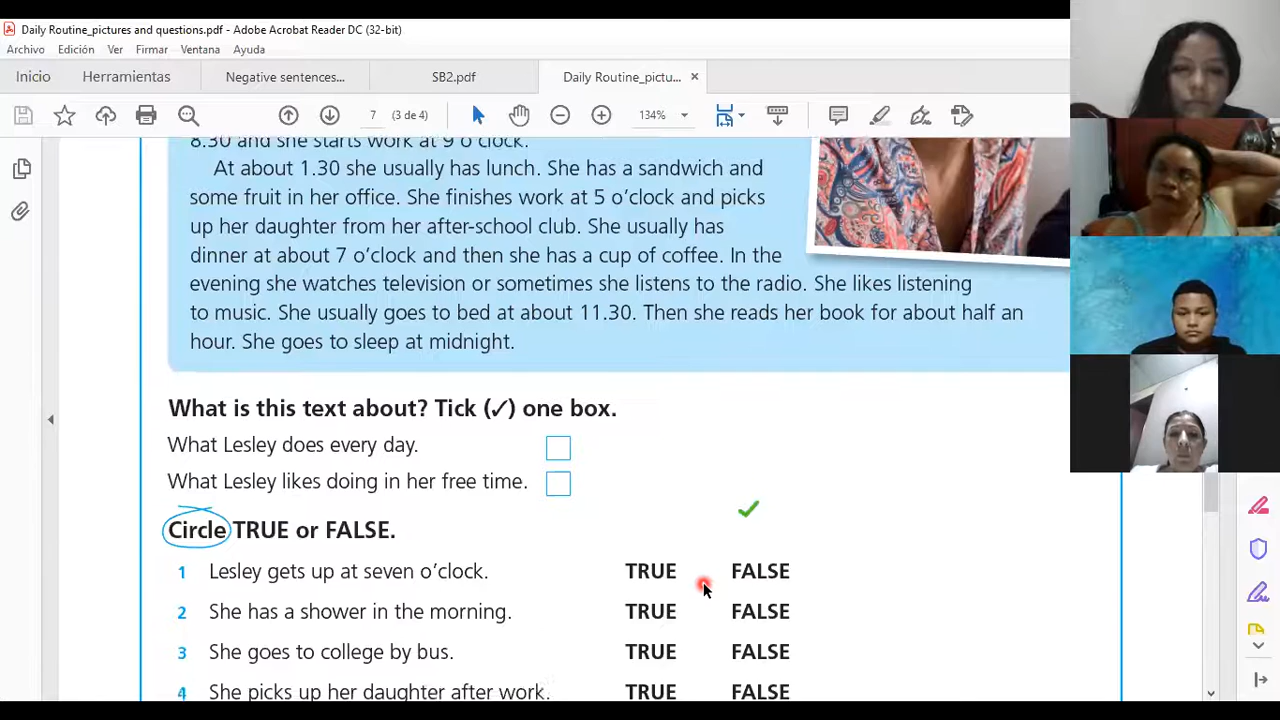 Daily Routine_pictures and questions.pdf - Adobe Acrobat Reader DC (32-bit)
Archivo Edición Ver Firmar Ventana Ayuda
Inicio Herramientas Negative sentences... SB2.pdf Daily Routine_pictu... ×
7 (3 de 4) 134%
8.30 and she starts work at 9 o'clock.
At about 1.30 she usually has lunch. She has a sandwich and
some fruit in her office. She finishes work at 5 o'clock and picks
up her daughter from her after-school club. She usually has
dinner at about 7 o'clock and then she has a cup of coffee. In the
evening she watches television or sometimes she listens to the radio. She likes listening
to music. She usually goes to bed at about 11.30. Then she reads her book for about half an
hour. She goes to sleep at midnight.
What is this text about? Tick (✓) one box.
What Lesley does every day.
What Lesley likes doing in her free time.
Circle TRUE or FALSE.
1 Lesley gets up at seven o'clock. TRUE FALSE
2 She has a shower in the morning. TRUE FALSE
3 She goes to college by bus. TRUE FALSE
4 She picks up her daughter after work. TRUE FALSE